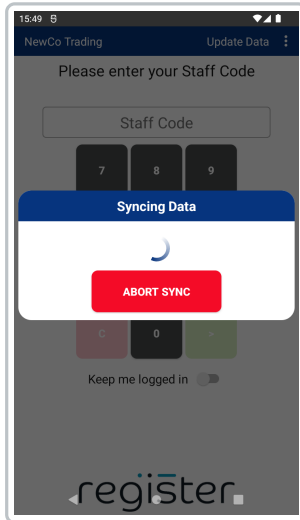 15:49
NewCo Trading Update Data
Please enter your Staff Code
Staff Code
7 8 9
Syncing Data
ABORT SYNC
C 0 >
Keep me logged in
register